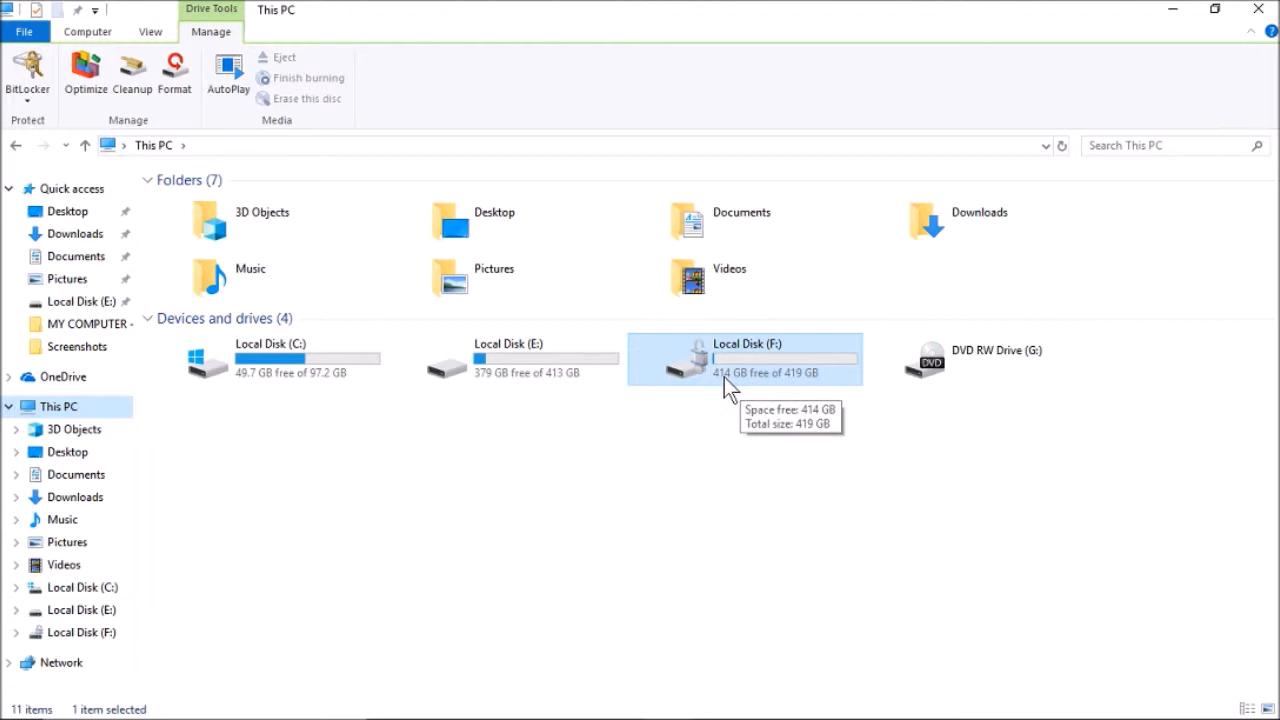 Drive Tools
This PC
File
Computer
View
Manage
BitLocker
Optimize
Cleanup
Format
AutoPlay
Eject
Finish burning
Erase this disc
Protect
Manage
Media
This PC
Search This PC
Quick access
Desktop
Downloads
Documents
Pictures
Local Disk (E:)
MY COMPUTER -
Screenshots
OneDrive
This PC
3D Objects
Desktop
Documents
Downloads
Music
Pictures
Videos
Local Disk (C:)
Local Disk (E:)
Local Disk (F:)
Network
Folders (7)
3D Objects
Desktop
Documents
Downloads
Music
Pictures
Videos
Devices and drives (4)
Local Disk (C:)
49.7 GB free of 97.2 GB
Local Disk (E:)
379 GB free of 413 GB
Local Disk (F:)
414 GB free of 419 GB
DVD RW Drive (G:)
DVD
Space free: 414 GB
Total size: 419 GB
11 items
1 item selected